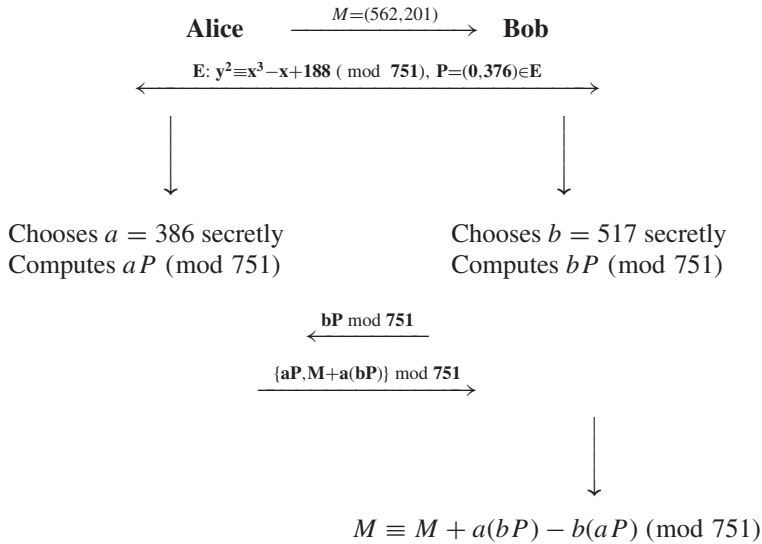 M=(562,201)
Alice Bob
E: y²≡x³−x+188 ( mod 751), P=(0,376)∈E
Chooses a = 386 secretly Chooses b = 517 secretly
Computes aP (mod 751) Computes bP (mod 751)
bP mod 751
{aP,M+a(bP)} mod 751
M ≡ M + a(bP) − b(aP) (mod 751)